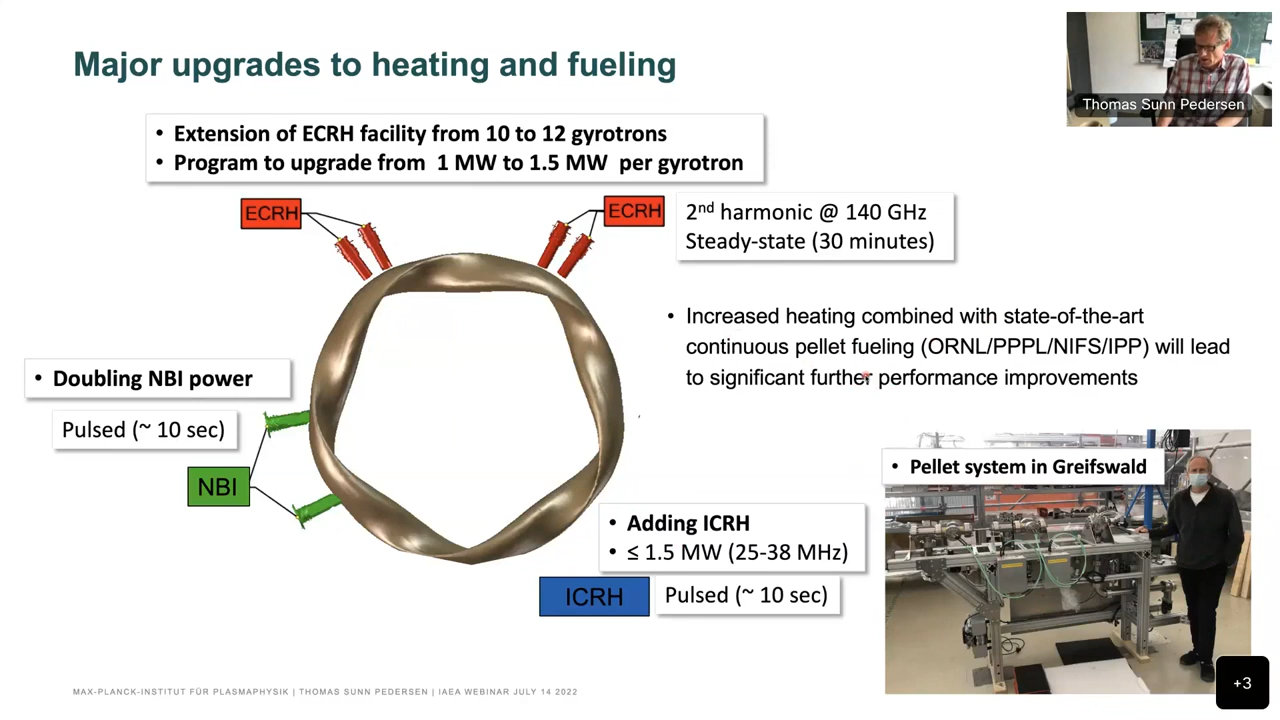 Major upgrades to heating and fueling
Thomas Sunn Pedersen
• Extension of ECRH facility from 10 to 12 gyrotrons
• Program to upgrade from 1 MW to 1.5 MW per gyrotron
ECRH
ECRH
2nd harmonic @ 140 GHz
Steady-state (30 minutes)
• Increased heating combined with state-of-the-art
continuous pellet fueling (ORNL/PPPL/NIFS/IPP) will lead
to significant further performance improvements
• Doubling NBI power
Pulsed (~ 10 sec)
NBI
• Pellet system in Greifswald
• Adding ICRH
• ≤ 1.5 MW (25-38 MHz)
ICRH
Pulsed (~ 10 sec)
MAX-PLANCK-INSTITUT FÜR PLASMAPHYSIK | THOMAS SUNN PEDERSEN | IAEA WEBINAR JULY 14 2022
+3